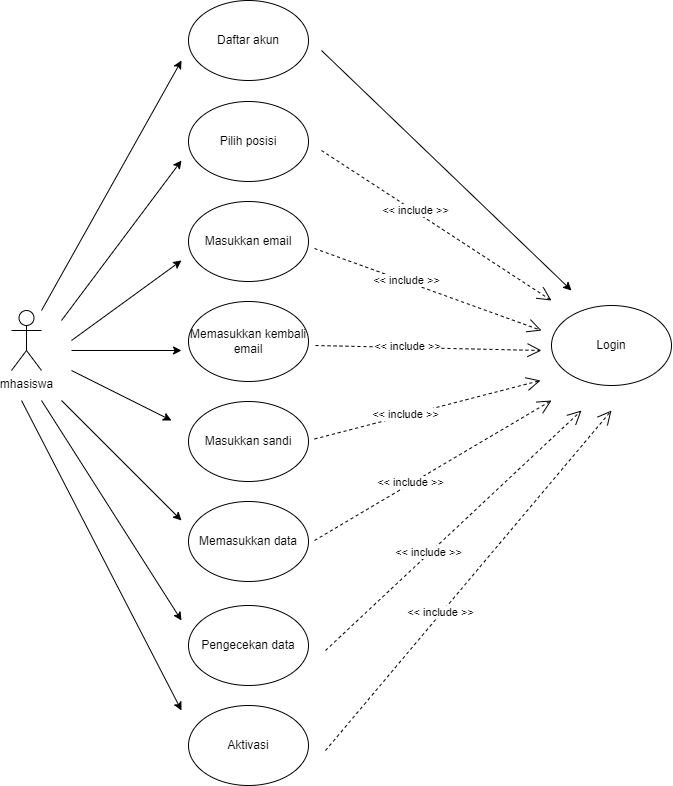 Daftar akun
Pilih posisi
<< include >>
Masukkan email
<< include >>
Memasukkan kembali
email
<< include >>
Login
mhasiswa
<< include >>
Masukkan sandi
<< include >>
Memasukkan data
<< include >>
Pengecekan data
<< include >>
Aktivasi